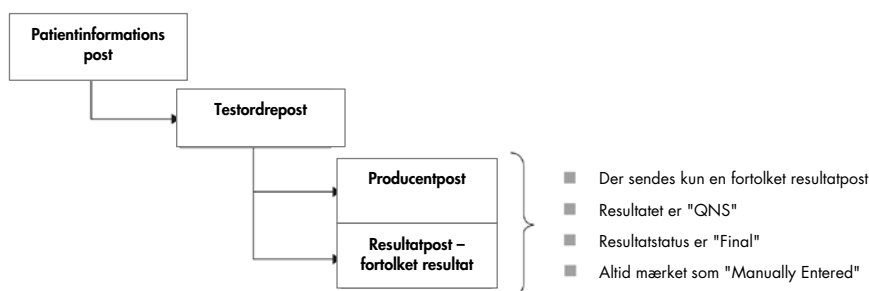 Patientinformations
post
Testordrepost
Producentpost
Resultatpost –
fortolket resultat
Der sendes kun en fortolket resultatpost
Resultatet er "QNS"
Resultatstatus er "Final"
Altid mærket som "Manually Entered"